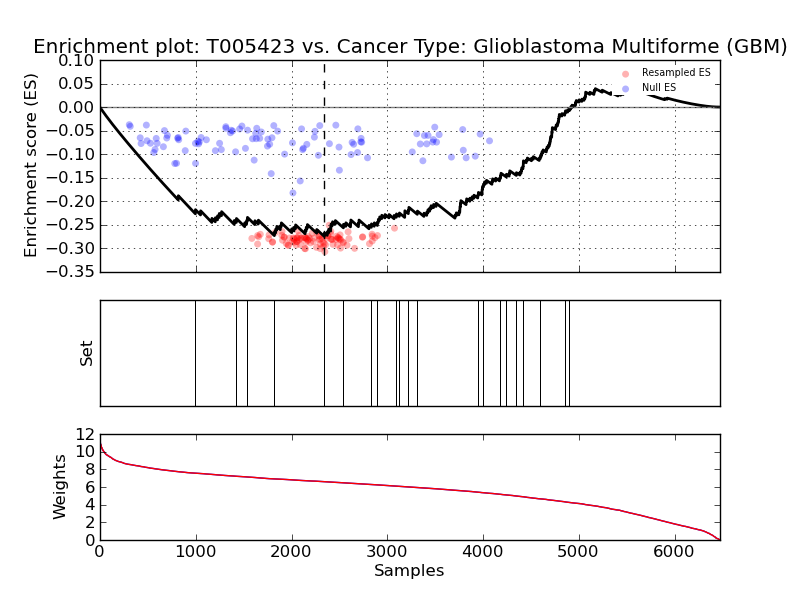 Enrichment plot: T005423 vs. Cancer Type: Glioblastoma Multiforme (GBM)
Enrichment score (ES)
0.10
0.05
0.00
−0.05
−0.10
−0.15
−0.20
−0.25
−0.30
−0.35
Resampled ES
Null ES
Set
Weights
12
10
8
6
4
2
0
0 1000 2000 3000 4000 5000 6000
Samples